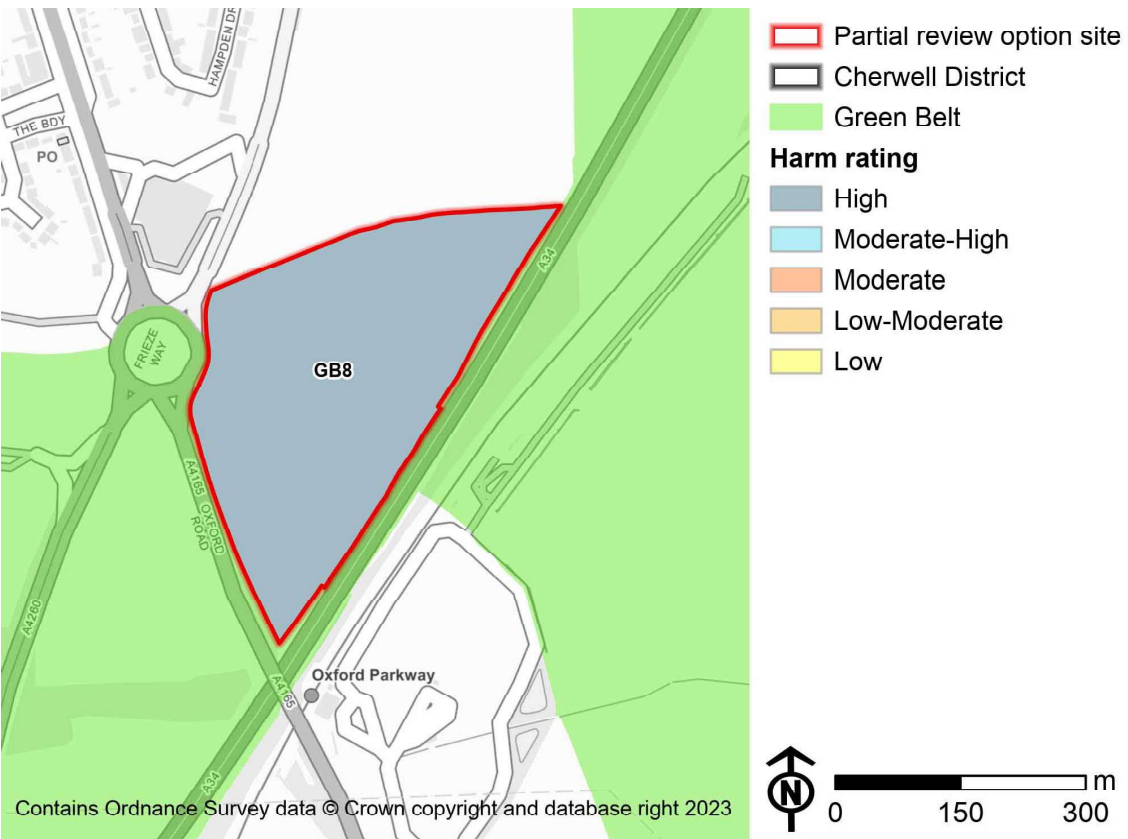 HAMPDEN DR
THE BDY
PO
FRIEZE
WAY
GB8
A34
A4165 OXFORD
ROAD
A4260
Oxford Parkway
A4165
A34
Contains Ordnance Survey data © Crown copyright and database right 2023
Partial review option site
Cherwell District
Green Belt
Harm rating
High
Moderate-High
Moderate
Low-Moderate
Low
N
m
0 150 300